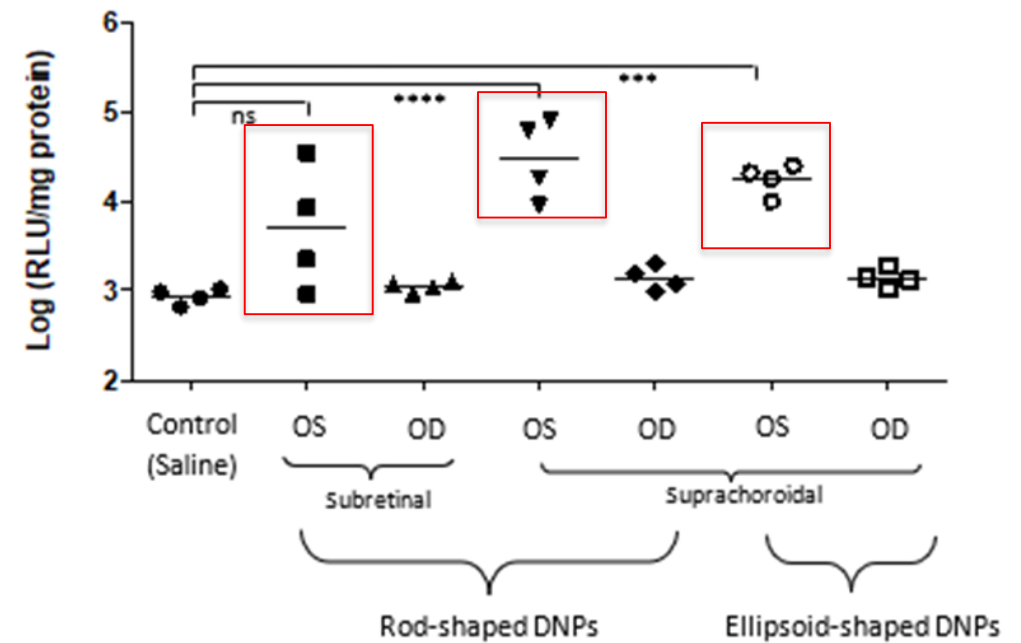 Log (RLU/mg protein)
6
5
4
3
2
ns
****
***
Control
(Saline)
OS
OD
OS
OD
OS
OD
Subretinal
Suprachoroidal
Rod-shaped DNPs
Ellipsoid-shaped DNPs